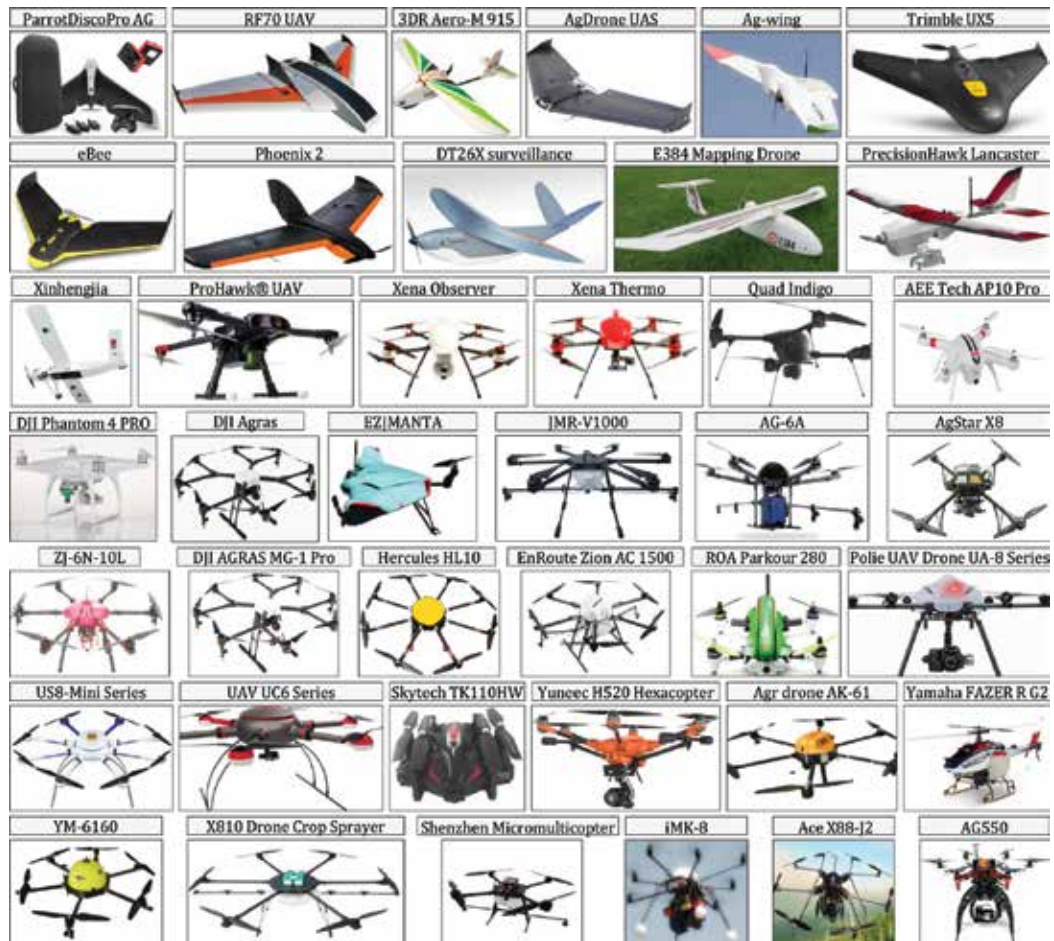 ParrotDiscoPro AG
RF70 UAV
3DR Aero-M 915
AgDrone UAS
Ag-wing
Trimble UX5
eBee
Phoenix 2
DT26X surveillance
E384 Mapping Drone
PrecisionHawk Lancaster
E384
Xinhengjia
ProHawk® UAV
Xena Observer
Xena Thermo
Quad Indigo
AEE Tech AP10 Pro
DJI Phantom 4 PRO
DJI Agras
EZ|MANTA
JMR-V1000
AG-6A
AgStar X8
ZJ-6N-10L
DJI AGRAS MG-1 Pro
Hercules HL10
EnRoute Zion AC 1500
ROA Parkour 280
Polie UAV Drone UA-8 Series
US8-Mini Series
UAV UC6 Series
Skytech TK110HW
Yuneec H520 Hexacopter
Agr drone AK-61
Yamaha FAZER R G2
YM-6160
X810 Drone Crop Sprayer
Shenzhen Micromulticopter
iMK-8
Ace X88-J2
AG550